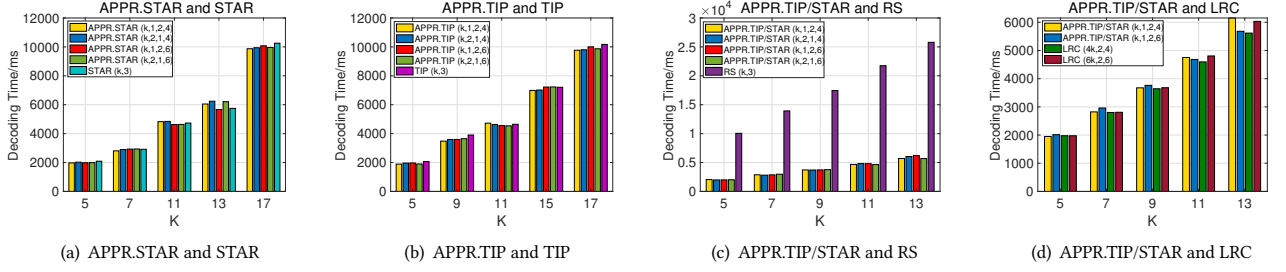 APPR.STAR and STAR
12000
10000
8000
6000
4000
2000
0
Decoding Time/ms
APPR.STAR (k,1,2,4)
APPR.STAR (k,2,1,4)
APPR.STAR (k,1,2,6)
APPR.STAR (k,2,1,6)
STAR (k,3)
5 7 11 13 17
K
(a) APPR.STAR and STAR
APPR.TIP and TIP
12000
10000
8000
6000
4000
2000
0
Decoding Time/ms
APPR.TIP (k,1,2,4)
APPR.TIP (k,2,1,4)
APPR.TIP (k,1,2,6)
APPR.TIP (k,2,1,6)
TIP (k,3)
5 9 11 15 17
K
(b) APPR.TIP and TIP
APPR.TIP/STAR and RS
×10⁴
3
2.5
2
1.5
1
0.5
0
Decoding Time/ms
APPR.TIP/STAR (k,1,2,4)
APPR.TIP/STAR (k,2,1,4)
APPR.TIP/STAR (k,1,2,6)
APPR.TIP/STAR (k,2,1,6)
RS (k,3)
5 7 9 11 13
K
(c) APPR.TIP/STAR and RS
APPR.TIP/STAR and LRC
6000
5000
4000
3000
2000
1000
0
Decoding Time/ms
APPR.TIP/STAR (k,1,2,4)
APPR.TIP/STAR (k,1,2,6)
LRC (4k,2,4)
LRC (6k,2,6)
5 7 9 11 13
K
(d) APPR.TIP/STAR and LRC